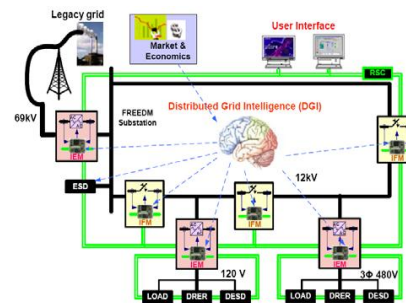 Legacy grid
Market &
Economics
User Interface
RSC
69kV
FREEDM
Substation
Distributed Grid Intelligence (DGI)
IEM
IFM
ESD
12kV
IFM
IFM
IEM
IEM
120 V
3Φ 480V
LOAD
DRER
DESD
LOAD
DRER
DESD